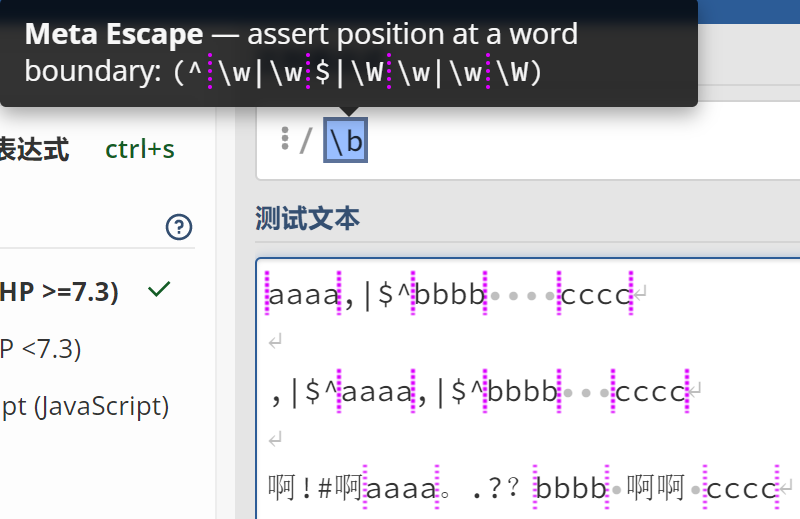 Meta Escape — assert position at a word
boundary: (^\w|\w$|\W\w|\w\W)
表达式 ctrl+s
/ \b
测试文本
HP >=7.3)
P <7.3)
pt (JavaScript)
aaaa,|$^bbbb····cccc↵
↵
,|$^aaaa,|$^bbbb···cccc↵
↵
啊!#啊aaaa。.??bbbb·啊啊·cccc↵